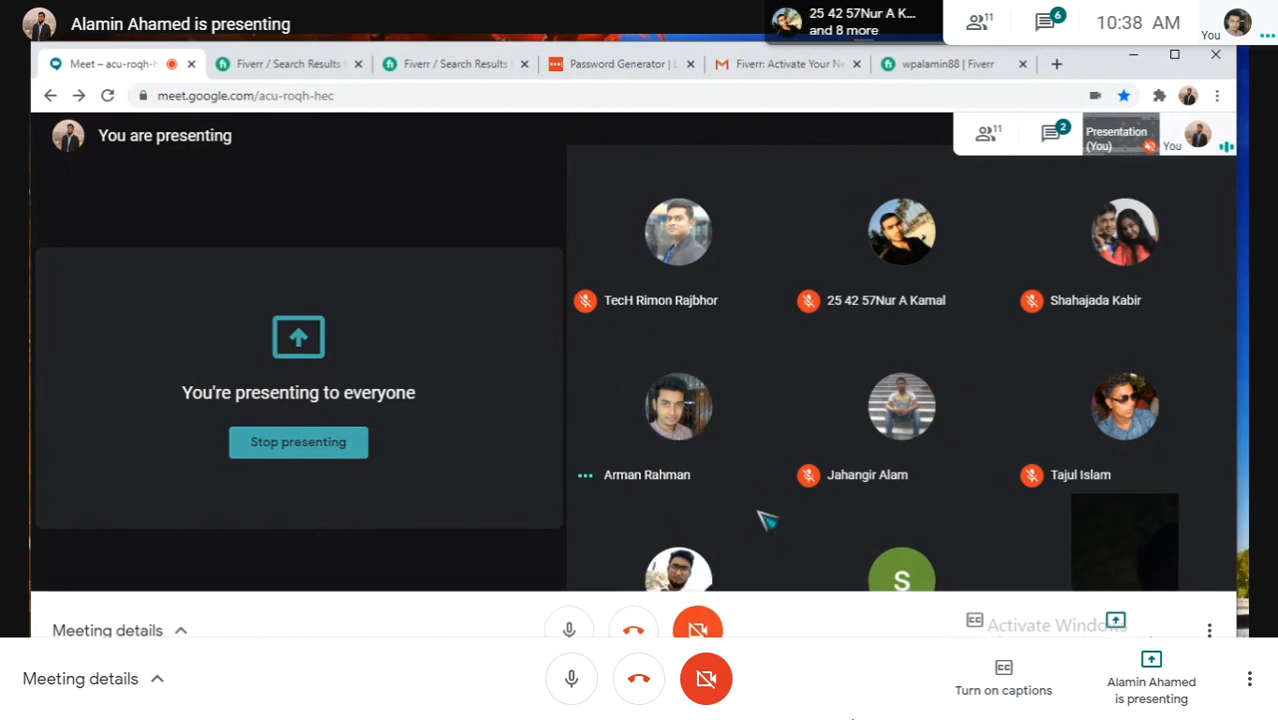 Alamin Ahamed is presenting
25 42 57Nur A K...
and 8 more
11
6
10:38 AM
You
Meet – acu-roqh-h
Fiverr / Search Results
Fiverr / Search Results
Password Generator | L
Fiverr: Activate Your Ne
wpalamin88 | Fiverr
meet.google.com/acu-roqh-hec
You are presenting
11
2
Presentation
(You)
You
TecH Rimon Rajbhor
25 42 57Nur A Kamal
Shahajada Kabir
You're presenting to everyone
Stop presenting
Arman Rahman
Jahangir Alam
Tajul Islam
S
Meeting details
CC
Activate Windows
Meeting details
CC
Turn on captions
Alamin Ahamed
is presenting